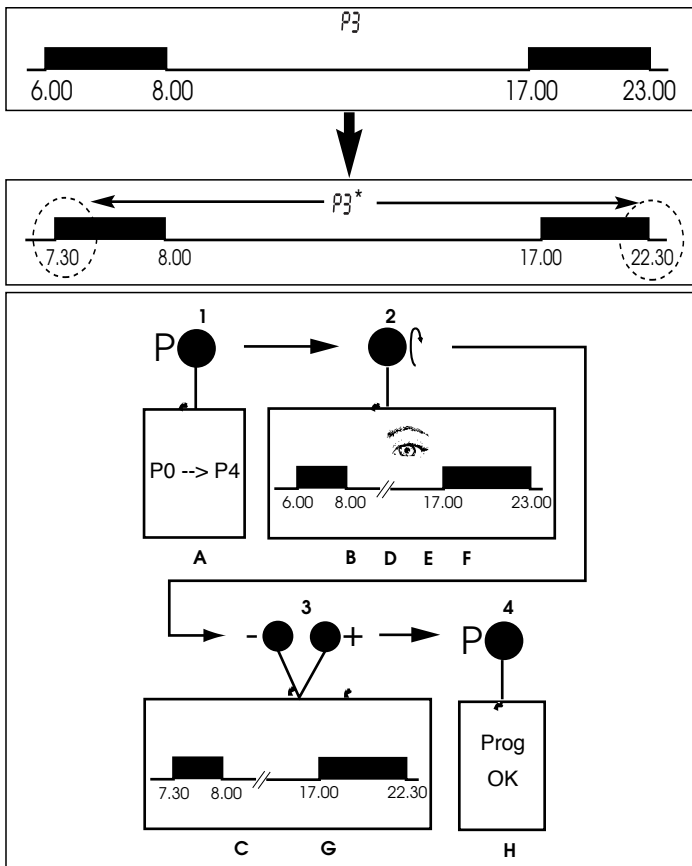 P3
6.00 8.00 17.00 23.00
P3*
7.30 8.00 17.00 22.30
1 2
P
P0 --> P4
6.00 8.00 17.00 23.00
A B D E F
3 4
- + P
Prog
OK
7.30 8.00 17.00 22.30
C G H